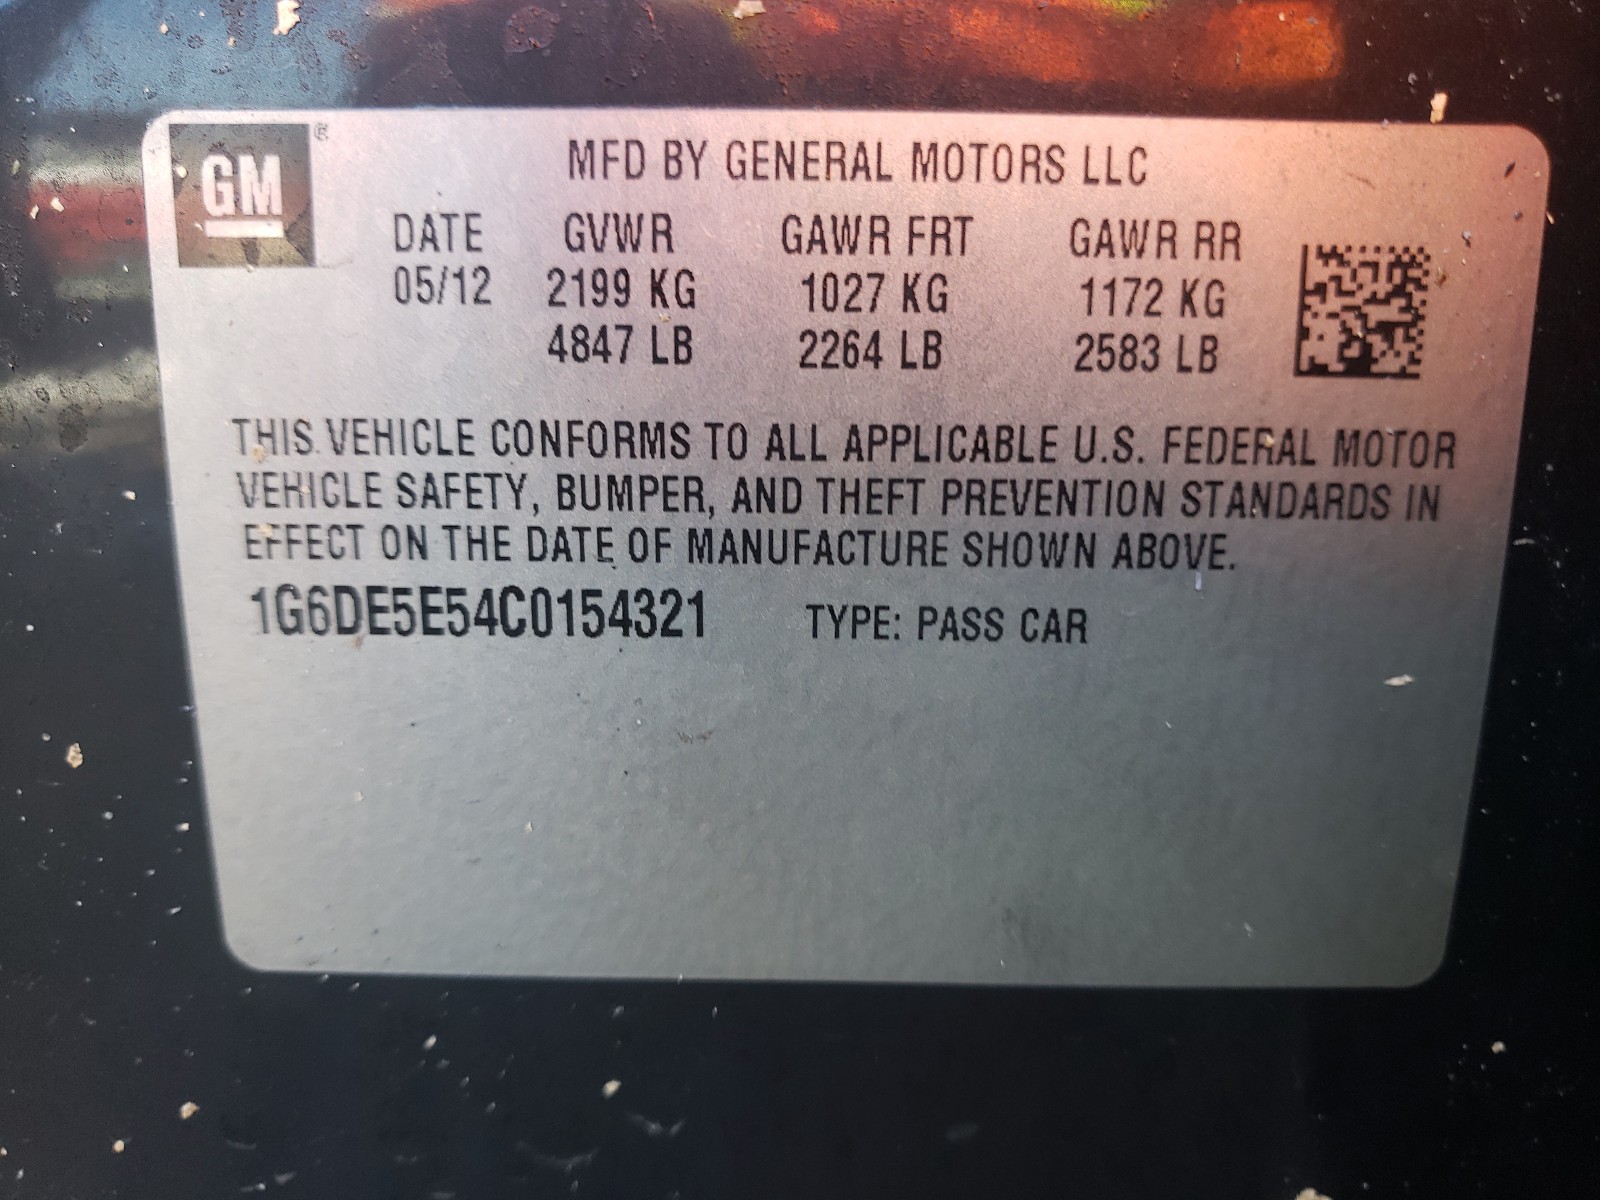 GM®
MFD BY GENERAL MOTORS LLC
DATE GVWR GAWR FRT GAWR RR
05/12 2199 KG 1027 KG 1172 KG
4847 LB 2264 LB 2583 LB
THIS VEHICLE CONFORMS TO ALL APPLICABLE U.S. FEDERAL MOTOR
VEHICLE SAFETY, BUMPER, AND THEFT PREVENTION STANDARDS IN
EFFECT ON THE DATE OF MANUFACTURE SHOWN ABOVE.
1G6DE5E54C0154321 TYPE: PASS CAR